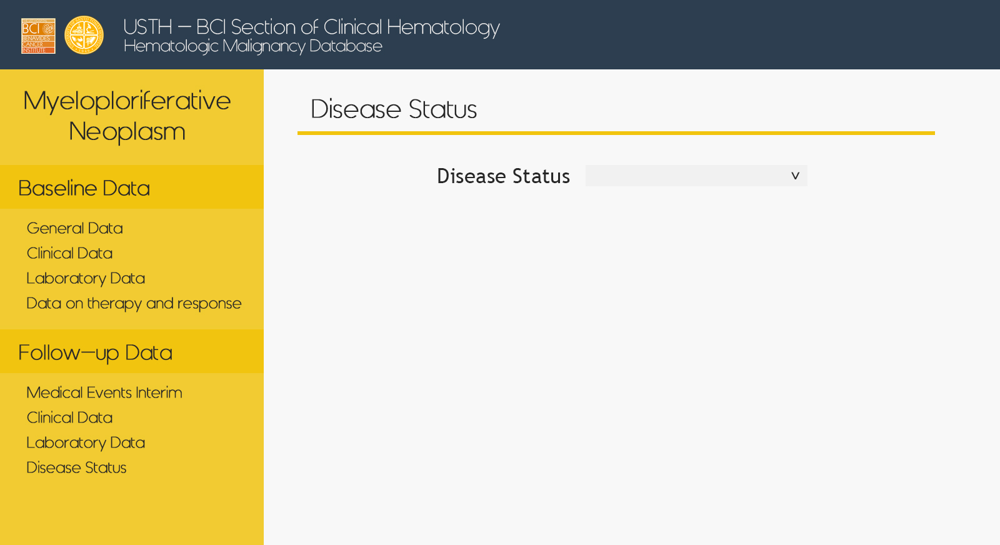 BCI
BENAVIDES
CANCER
INSTITUTE
USTH – BCI Section of Clinical Hematology
Hematologic Malignancy Database
Myeloploriferative
Neoplasm
Baseline Data
General Data
Clinical Data
Laboratory Data
Data on therapy and response
Follow-up Data
Medical Events Interim
Clinical Data
Laboratory Data
Disease Status
Disease Status
Disease Status